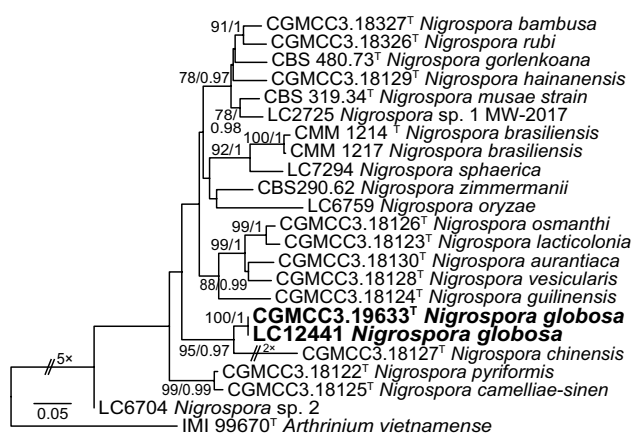 CGMCC3.18327ᵀ Nigrospora bambusa
91/1
CGMCC3.18326ᵀ Nigrospora rubi
CBS 480.73ᵀ Nigrospora gorlenkoana
78/0.97
CGMCC3.18129ᵀ Nigrospora hainanensis
CBS 319.34ᵀ Nigrospora musae strain
78/
0.98
LC2725 Nigrospora sp. 1 MW-2017
100/1
CMM 1214 ᵀ Nigrospora brasiliensis
92/1
CMM 1217 Nigrospora brasiliensis
LC7294 Nigrospora sphaerica
CBS290.62 Nigrospora zimmermanii
LC6759 Nigrospora oryzae
99/1
CGMCC3.18126ᵀ Nigrospora osmanthi
99/1
CGMCC3.18123ᵀ Nigrospora lacticolonia
CGMCC3.18130ᵀ Nigrospora aurantiaca
88/0.99
CGMCC3.18128ᵀ Nigrospora vesicularis
CGMCC3.18124ᵀ Nigrospora guilinensis
100/1
CGMCC3.19633ᵀ Nigrospora globosa
LC12441 Nigrospora globosa
95/0.97
2×
CGMCC3.18127ᵀ Nigrospora chinensis
5×
CGMCC3.18122ᵀ Nigrospora pyriformis
99/0.99
CGMCC3.18125ᵀ Nigrospora camelliae-sinen
0.05
LC6704 Nigrospora sp. 2
IMI 99670ᵀ Arthrinium vietnamense